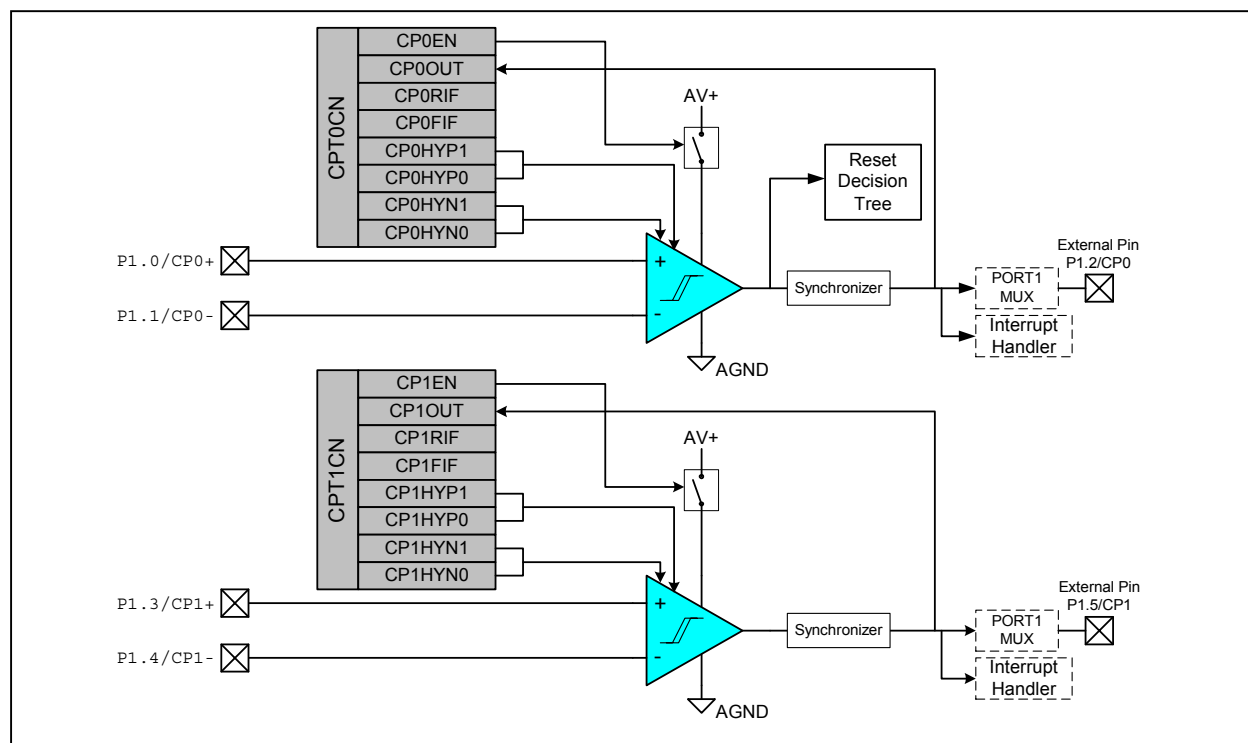 CPT0CN
CP0EN
CP0OUT
CP0RIF
CP0FIF
CP0HYP1
CP0HYP0
CP0HYN1
CP0HYN0
AV+
Reset
Decision
Tree
P1.0/CP0+
P1.1/CP0-
+
-
Synchronizer
PORT1
MUX
External Pin
P1.2/CP0
Interrupt
Handler
AGND
CPT1CN
CP1EN
CP1OUT
CP1RIF
CP1FIF
CP1HYP1
CP1HYP0
CP1HYN1
CP1HYN0
AV+
P1.3/CP1+
P1.4/CP1-
+
-
Synchronizer
PORT1
MUX
External Pin
P1.5/CP1
Interrupt
Handler
AGND